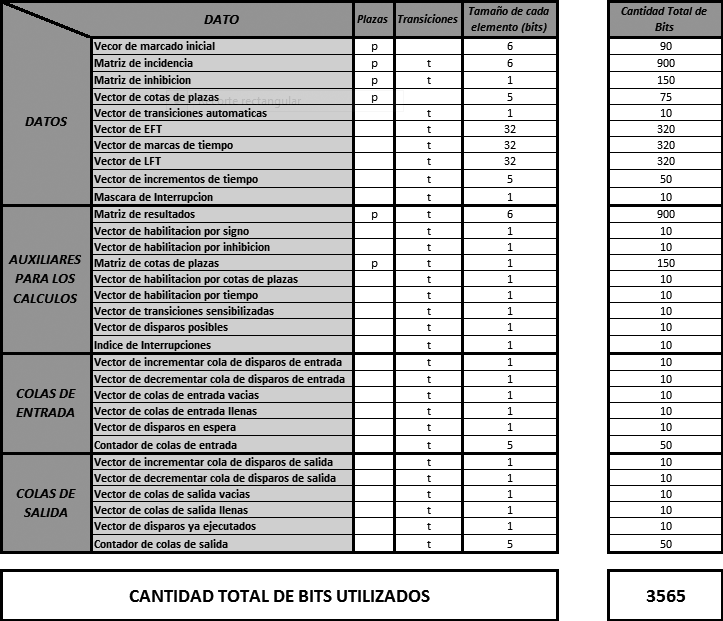 DATO Plazas Transiciones Tamaño de cada elemento (bits) Cantidad Total de Bits
DATOS
Vecor de marcado inicial p 6 90
Matriz de incidencia p t 6 900
Matriz de inhibicion p t 1 150
Vector de cotas de plazas p 5 75
Vector de transiciones automaticas t 1 10
Vector de EFT t 32 320
Vector de marcas de tiempo t 32 320
Vector de LFT t 32 320
Vector de incrementos de tiempo t 5 50
Mascara de Interrupcion t 1 10
AUXILIARES PARA LOS CALCULOS
Matriz de resultados p t 6 900
Vector de habilitacion por signo t 1 10
Vector de habilitacion por inhibicion t 1 10
Matriz de cotas de plazas p t 1 150
Vector de habilitacion por cotas de plazas t 1 10
Vector de habilitacion por tiempo t 1 10
Vector de transiciones sensibilizadas t 1 10
Vector de disparos posibles t 1 10
Indice de Interrupciones t 1 10
COLAS DE ENTRADA
Vector de incrementar cola de disparos de entrada t 1 10
Vector de decrementar cola de disparos de entrada t 1 10
Vector de colas de entrada vacias t 1 10
Vector de colas de entrada llenas t 1 10
Vector de disparos en espera t 1 10
Contador de colas de entrada t 5 50
COLAS DE SALIDA
Vector de incrementar cola de disparos de salida t 1 10
Vector de decrementar cola de disparos de salida t 1 10
Vector de colas de salida vacias t 1 10
Vector de colas de salida llenas t 1 10
Vector de disparos ya ejecutados t 1 10
Contador de colas de salida t 5 50
CANTIDAD TOTAL DE BITS UTILIZADOS 3565